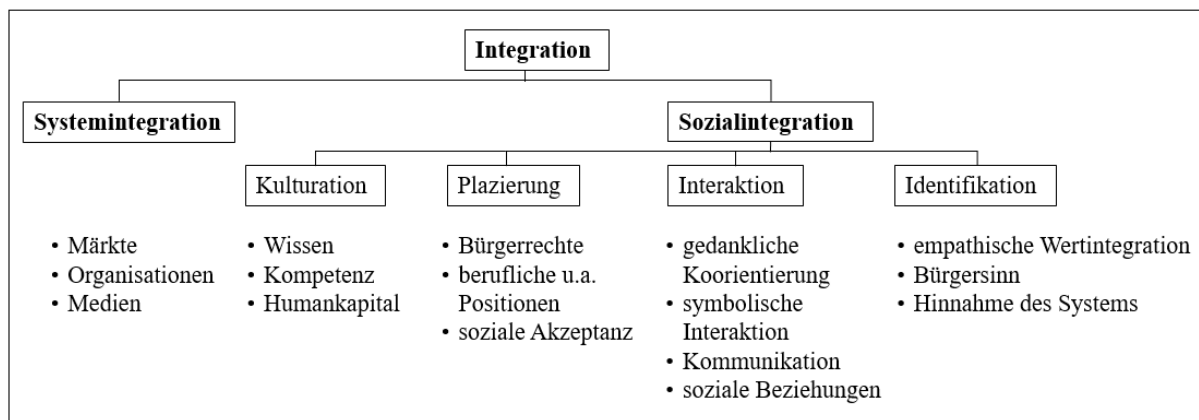 Integration
Systemintegration
Sozialintegration
Kulturation
Plazierung
Interaktion
Identifikation
• Märkte
• Organisationen
• Medien
• Wissen
• Kompetenz
• Humankapital
• Bürgerrechte
• berufliche u.a.
Positionen
• soziale Akzeptanz
• gedankliche
Koorientierung
• symbolische
Interaktion
• Kommunikation
• soziale Beziehungen
• empathische Wertintegration
• Bürgersinn
• Hinnahme des Systems